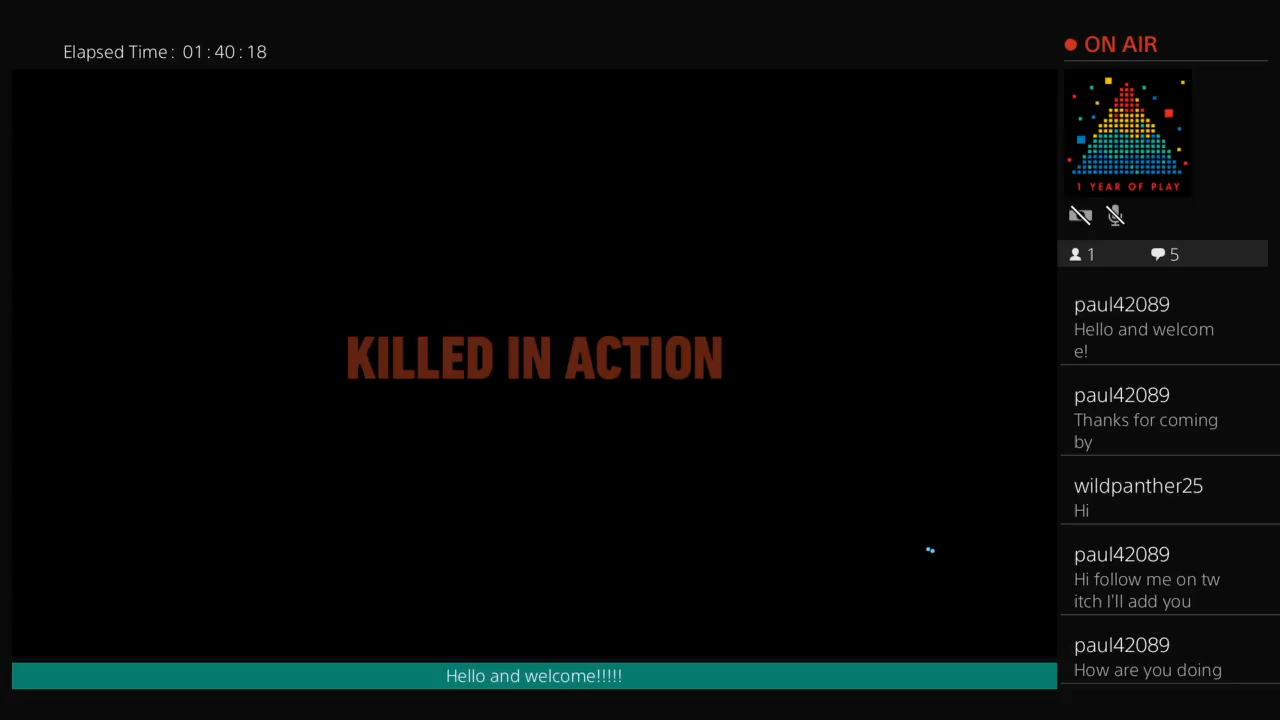 Elapsed Time: 01:40:18
ON AIR
1 YEAR OF PLAY
1
5
paul42089
Hello and welcom
e!
paul42089
Thanks for coming
by
wildpanther25
Hi
paul42089
Hi follow me on tw
itch I'll add you
paul42089
How are you doing
KILLED IN ACTION
Hello and welcome!!!!!